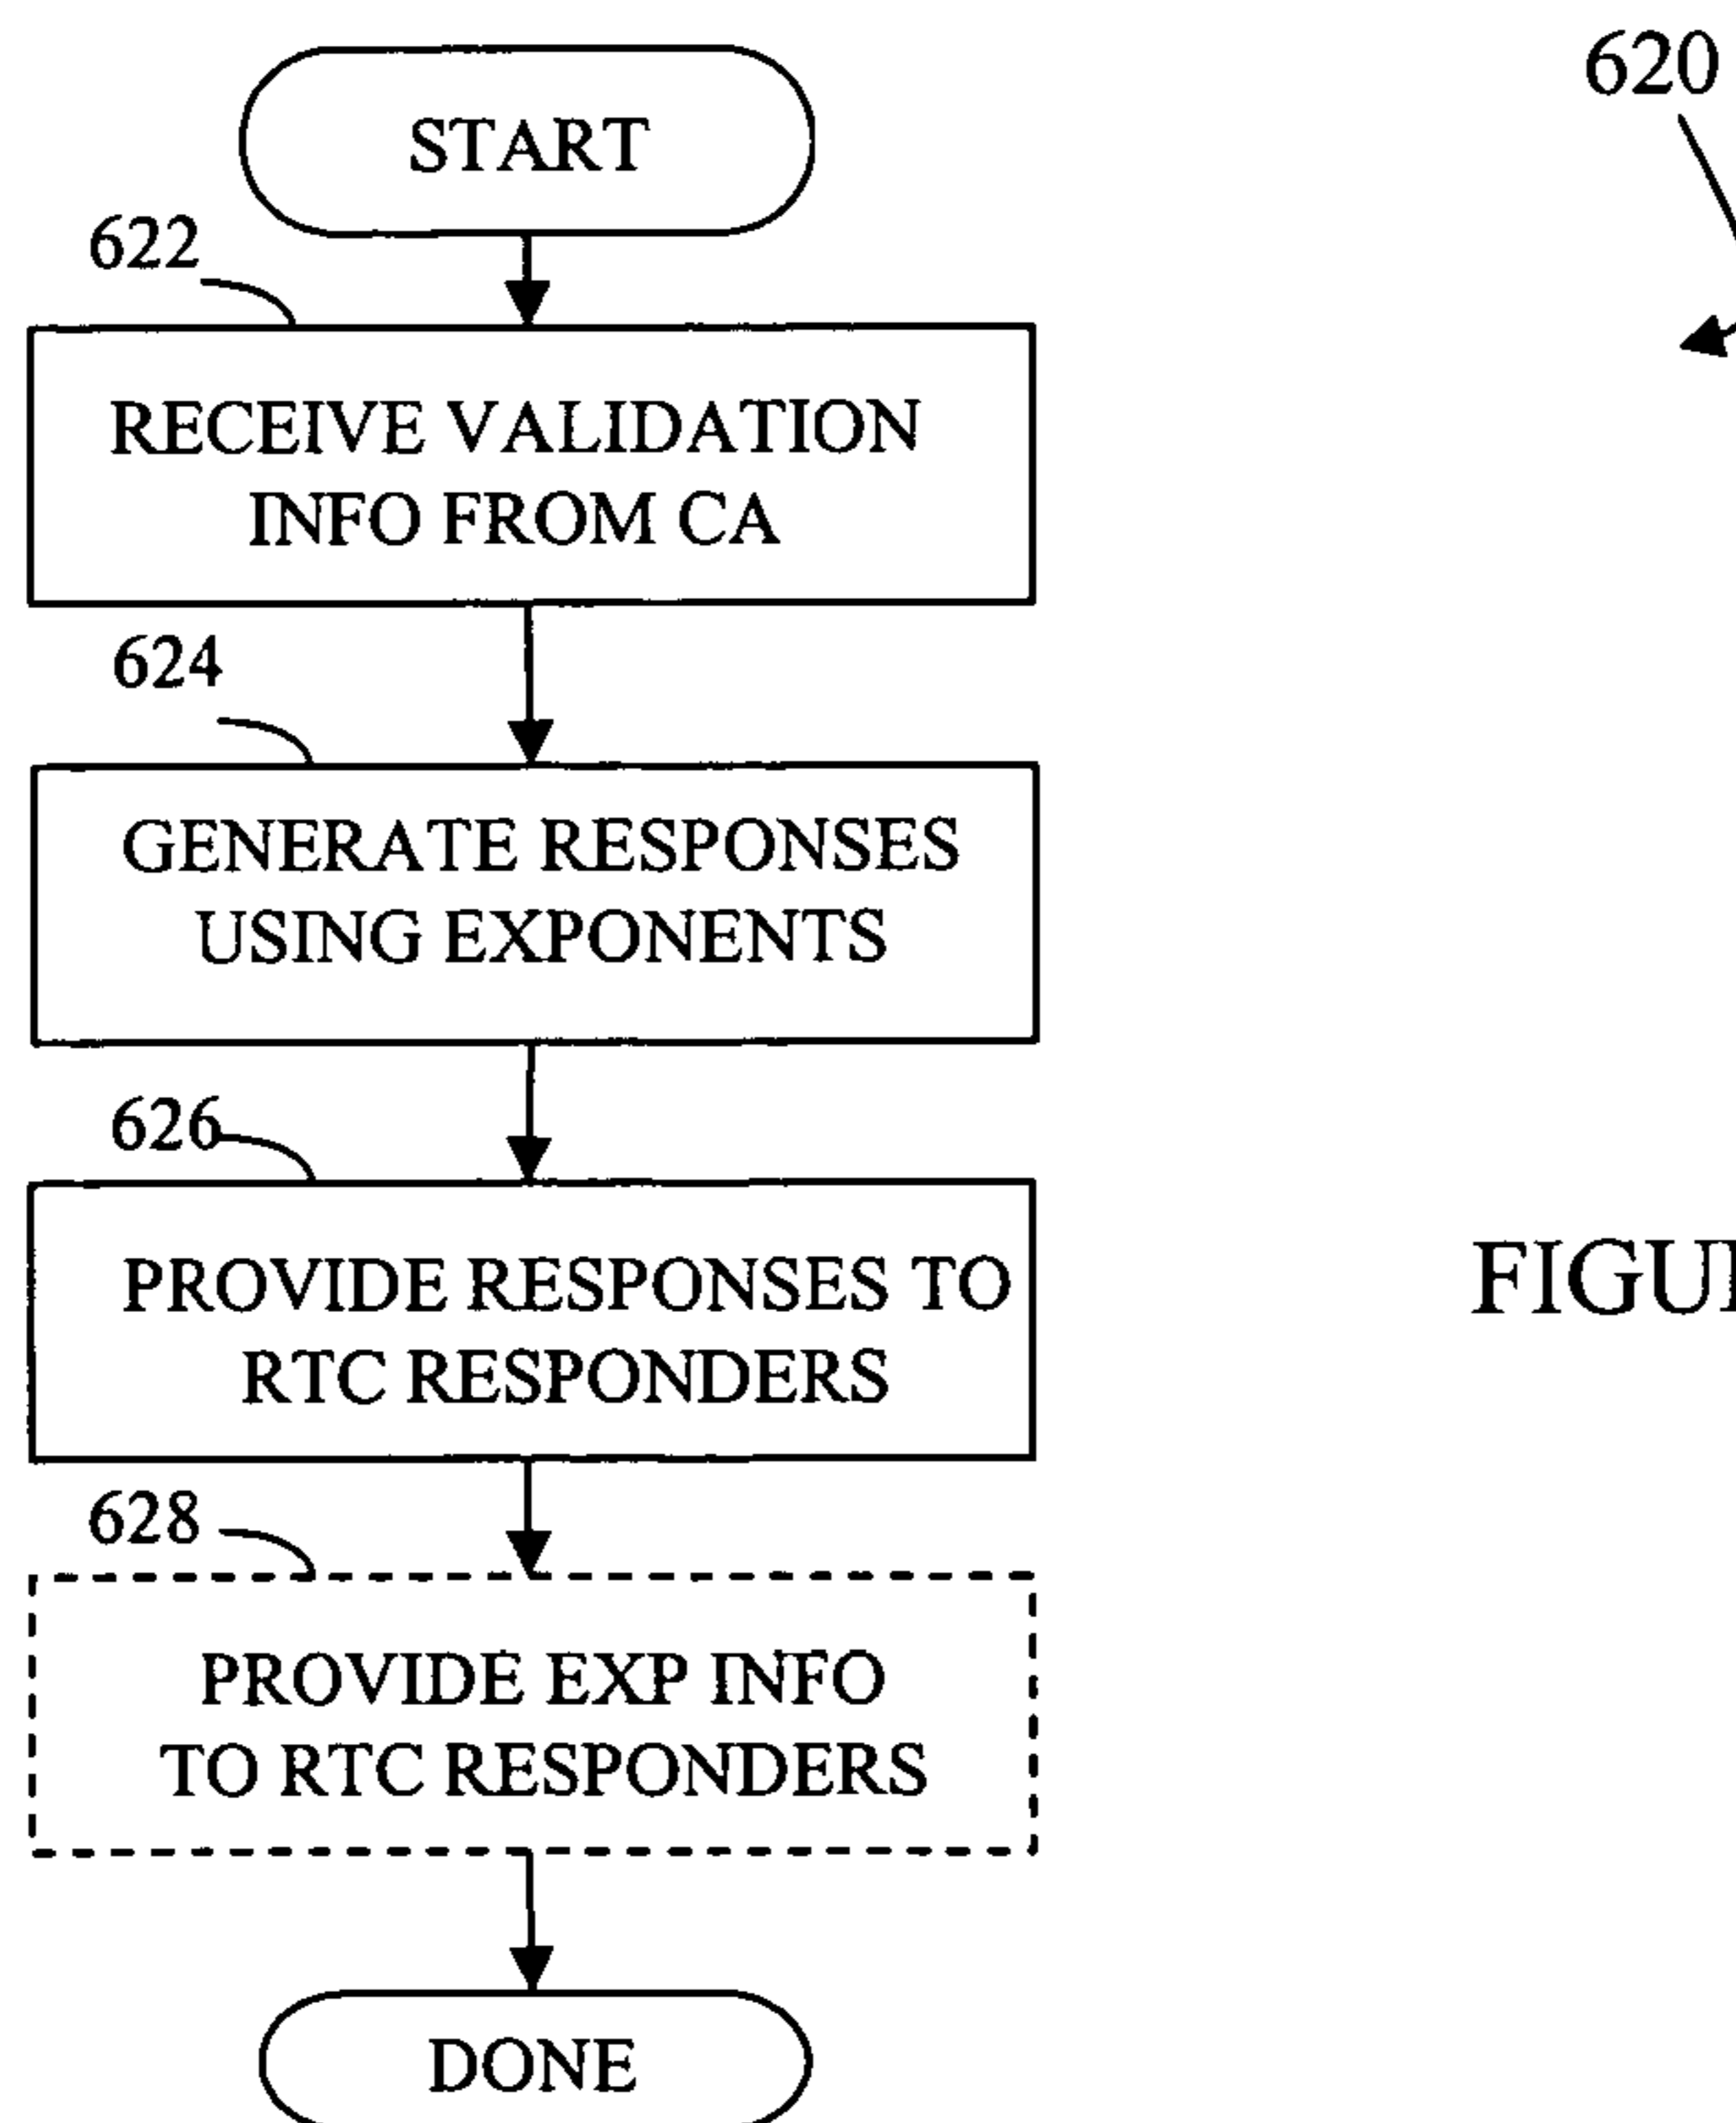 START
620
622
RECEIVE VALIDATION
INFO FROM CA
624
GENERATE RESPONSES
USING EXPONENTS
626
PROVIDE RESPONSES TO
RTC RESPONDERS
628
PROVIDE EXP INFO
TO RTC RESPONDERS
DONE